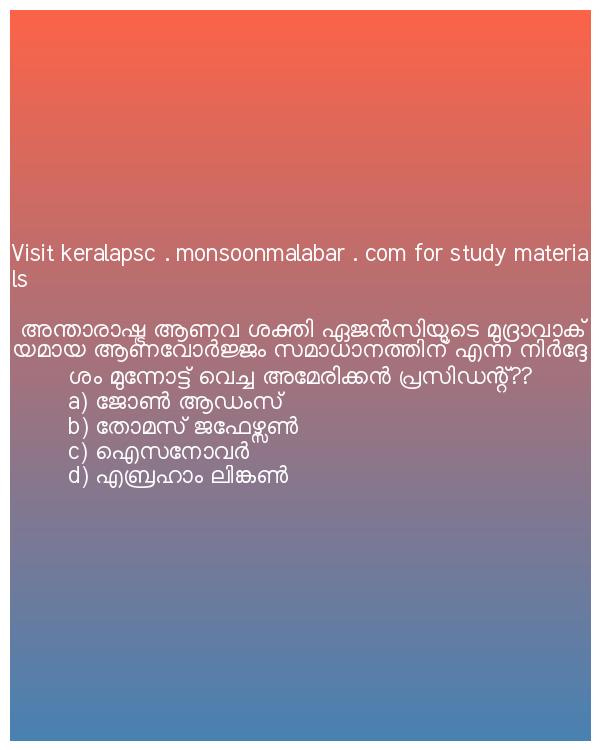 Visit keralapsc . monsoonmalabar . com for study materia
ls
അന്താരാഷ്ട്ര ആണവ ശക്തി ഏജൻസിയുടെ മുദ്രാവാക്
യമായ ആണവോർജ്ജം സമാധാനത്തിന് എന്ന നിർദ്ദേ
ശം മുന്നോട്ട് വെച്ച അമേരിക്കൻ പ്രസിഡന്റ്??
a) ജോൺ ആഡംസ്
b) തോമസ് ജഫേഴ്സൺ
c) ഐസനോവർ
d) എബ്രഹാം ലിങ്കൺ